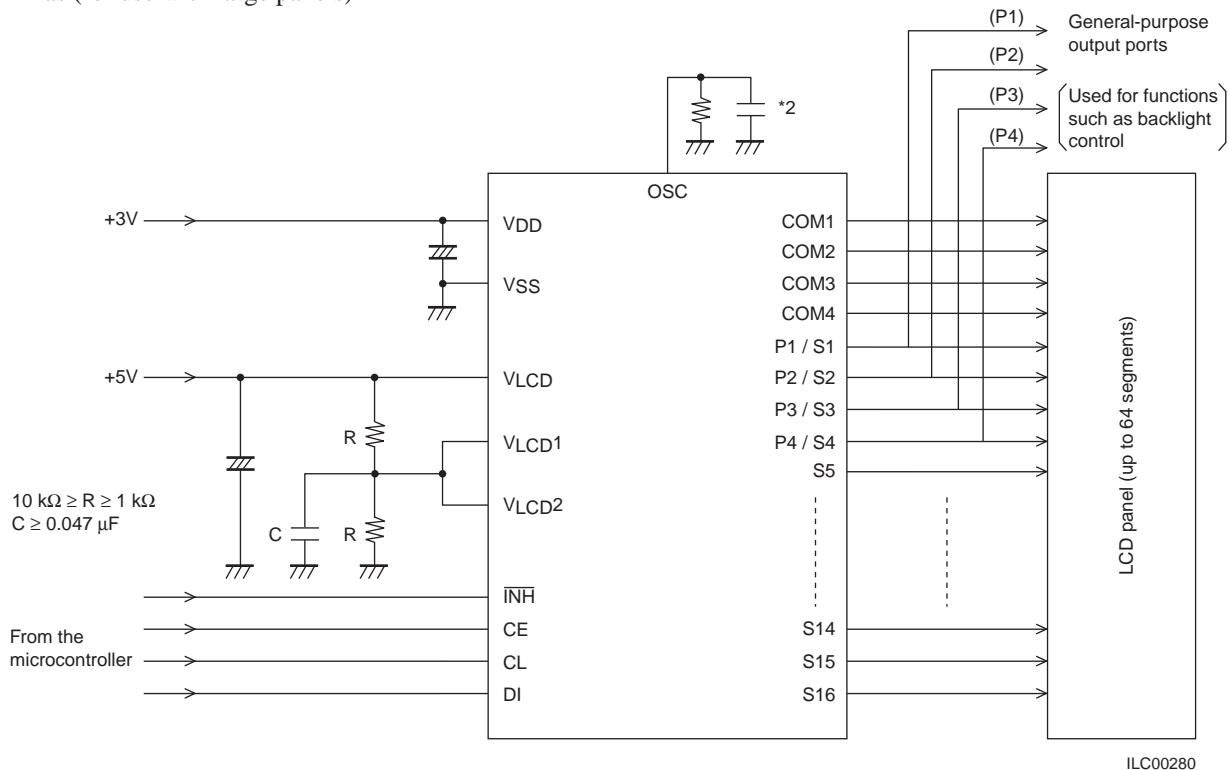 (P1)
General-purpose
output ports
(P2)
(P3)
Used for functions
such as backlight
control
(P4)
*2
OSC
+3V
VDD
VSS
+5V
VLCD
R
VLCD1
VLCD2
C
R
10 kΩ ≥ R ≥ 1 kΩ
C ≥ 0.047 μF
INH
CE
CL
DI
From the
microcontroller
COM1
COM2
COM3
COM4
P1 / S1
P2 / S2
P3 / S3
P4 / S4
S5
S14
S15
S16
LCD panel (up to 64 segments)
ILC00280